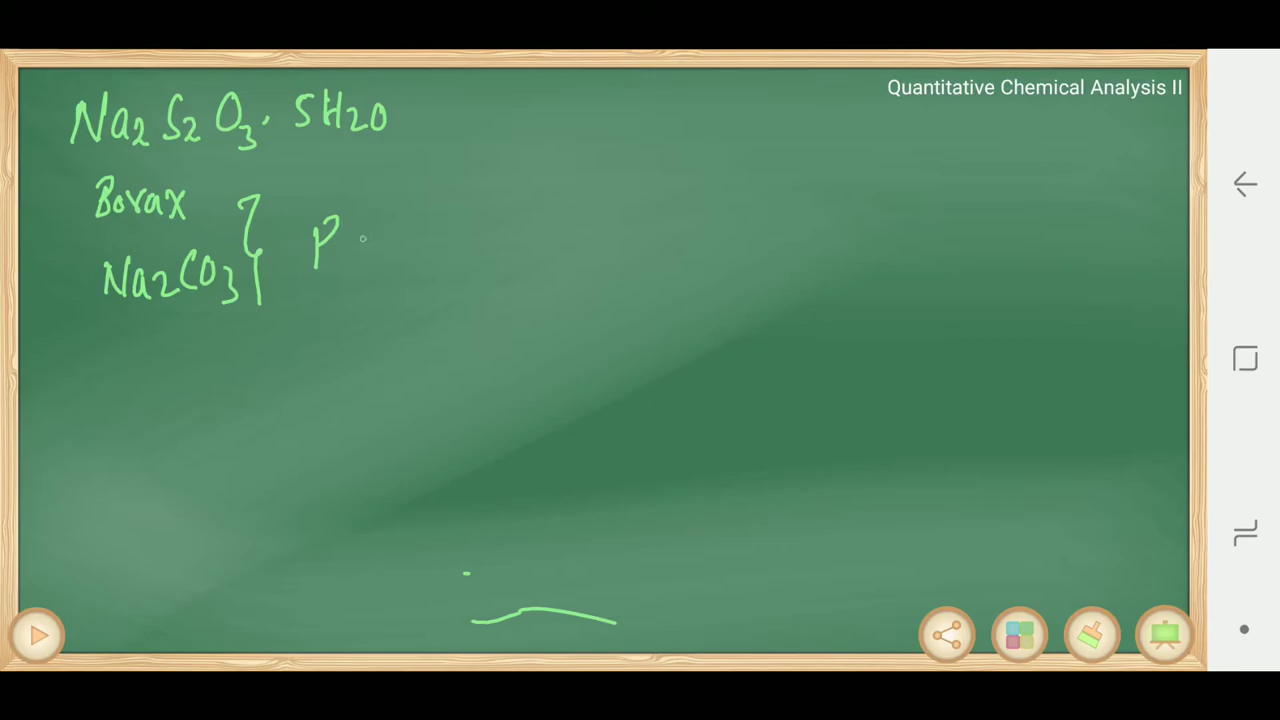 Quantitative Chemical Analysis II
Na2 S2 O3 . 5H2O
Borax
Na2CO3
P